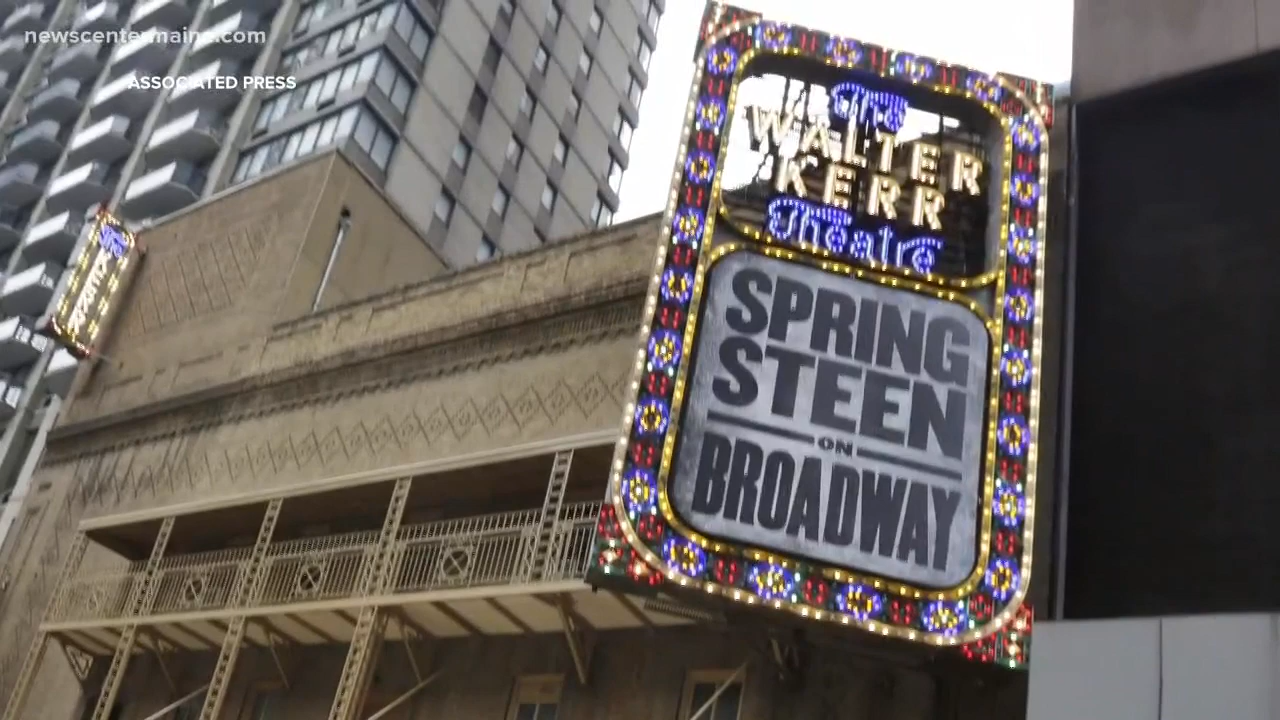 newscentermaine.com
ASSOCIATED PRESS
The
WALTER
KERR
Theatre
SPRING
STEEN
ON
BROADWAY